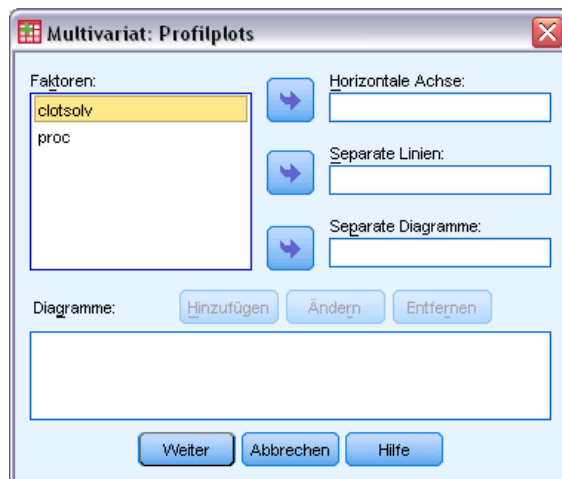 Multivariat: Profilplots
Faktoren:
clotsolv
proc
Horizontale Achse:
Separate Linien:
Separate Diagramme:
Diagramme:
Hinzufügen
Ändern
Entfernen
Weiter
Abbrechen
Hilfe